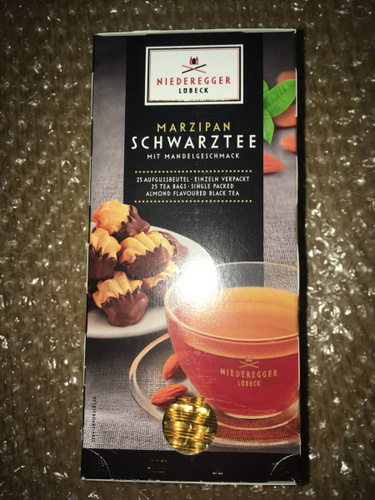 NIEDEREGGER
LÜBECK
MARZIPAN
SCHWARZTEE
MIT MANDELGESCHMACK
25 AUFGUSSBEUTEL · EINZELN VERPACKT
25 TEA BAGS · SINGLE PACKED
ALMOND FLAVOURED BLACK TEA
NIEDEREGGER
LÜBECK